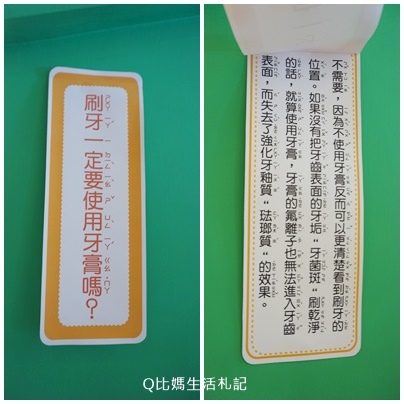 刷牙一定要使用牙膏嗎？
不需要，因為不使用牙膏反而可以更清楚看到刷牙的
位置。如果沒有把牙齒表面的牙垢“牙菌斑“刷乾淨
的話，就算使用牙膏，牙膏的氟離子也無法進入牙齒
表面，而失去了強化牙釉質“琺瑯質“的效果。
Q比媽生活札記